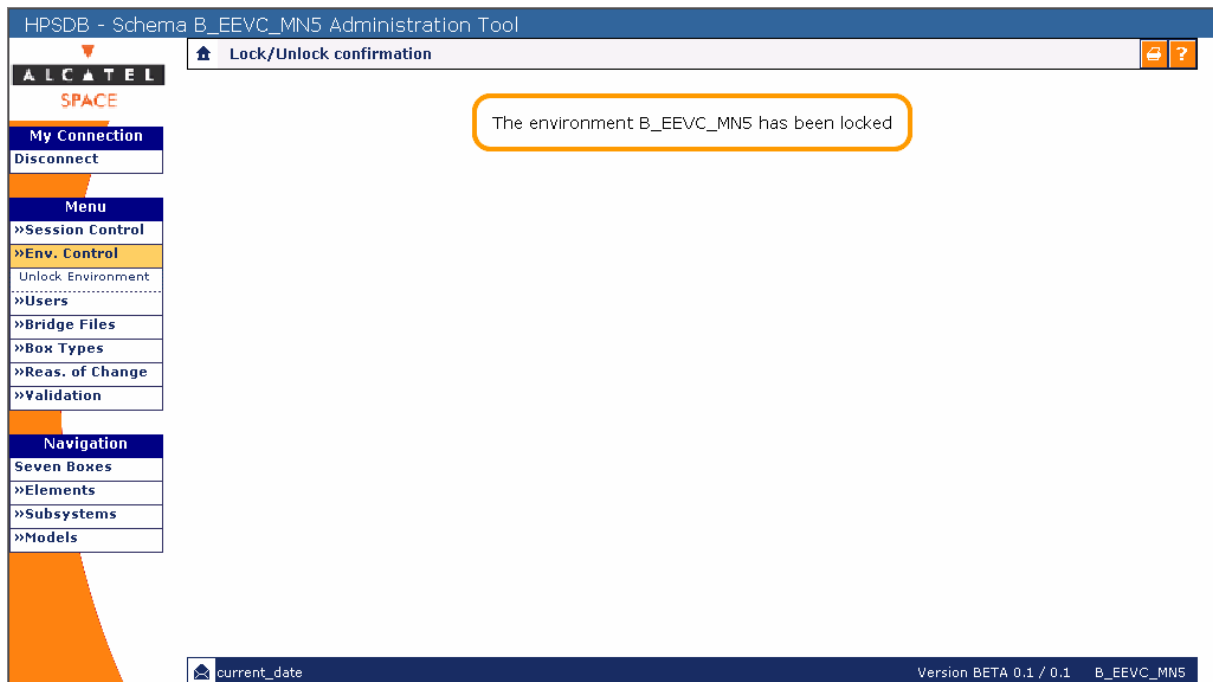 HPSDB - Schema B_EEVC_MN5 Administration Tool
ALCATEL
SPACE
Lock/Unlock confirmation
?
The environment B_EEVC_MN5 has been locked
My Connection
Disconnect
Menu
»Session Control
»Env. Control
Unlock Environment
»Users
»Bridge Files
»Box Types
»Reas. of Change
»Validation
Navigation
Seven Boxes
»Elements
»Subsystems
»Models
current_date Version BETA 0.1 / 0.1 B_EEVC_MN5